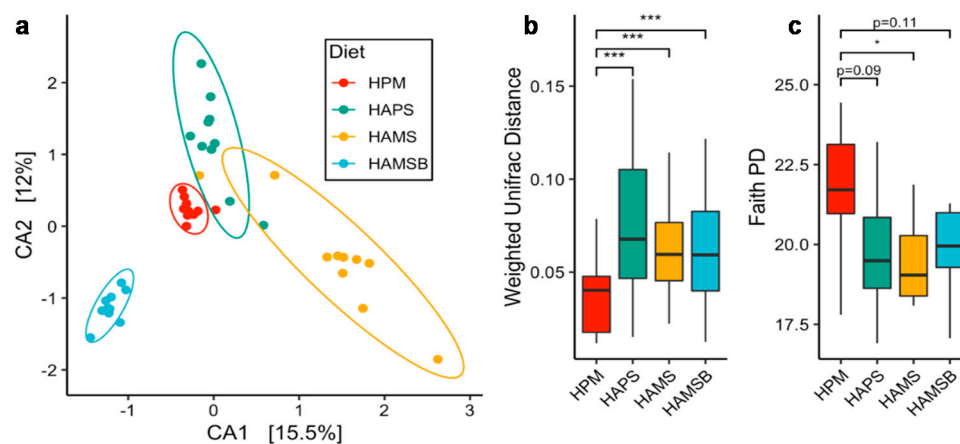 a
CA2 [12%]
2
1
0
-1
-2
-1
0
1
2
3
CA1 [15.5%]
Diet
HPM
HAPS
HAMS
HAMSB
b
Weighted Unifrac Distance
0.15
0.10
0.05
***
***
***
HPM
HAPS
HAMS
HAMSB
c
Faith PD
25.0
22.5
20.0
17.5
p=0.11
*
p=0.09
HPM
HAPS
HAMS
HAMSB